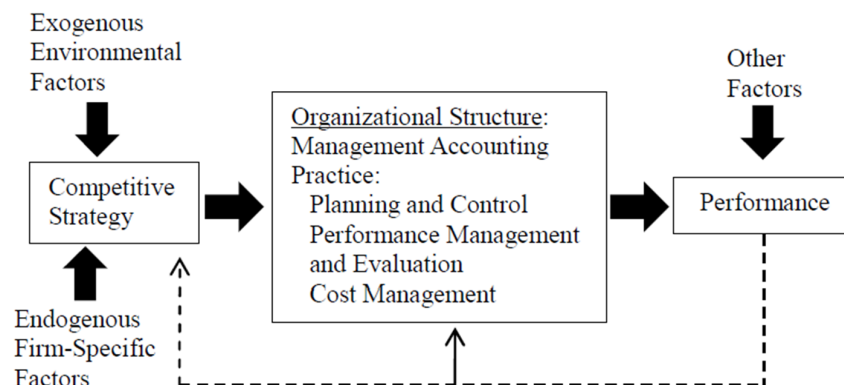 Exogenous
Environmental
Factors
Other
Factors
Organizational Structure:
Management Accounting
Practice:
Planning and Control
Performance Management
and Evaluation
Cost Management
Competitive
Strategy
Performance
Endogenous
Firm-Specific
Factors